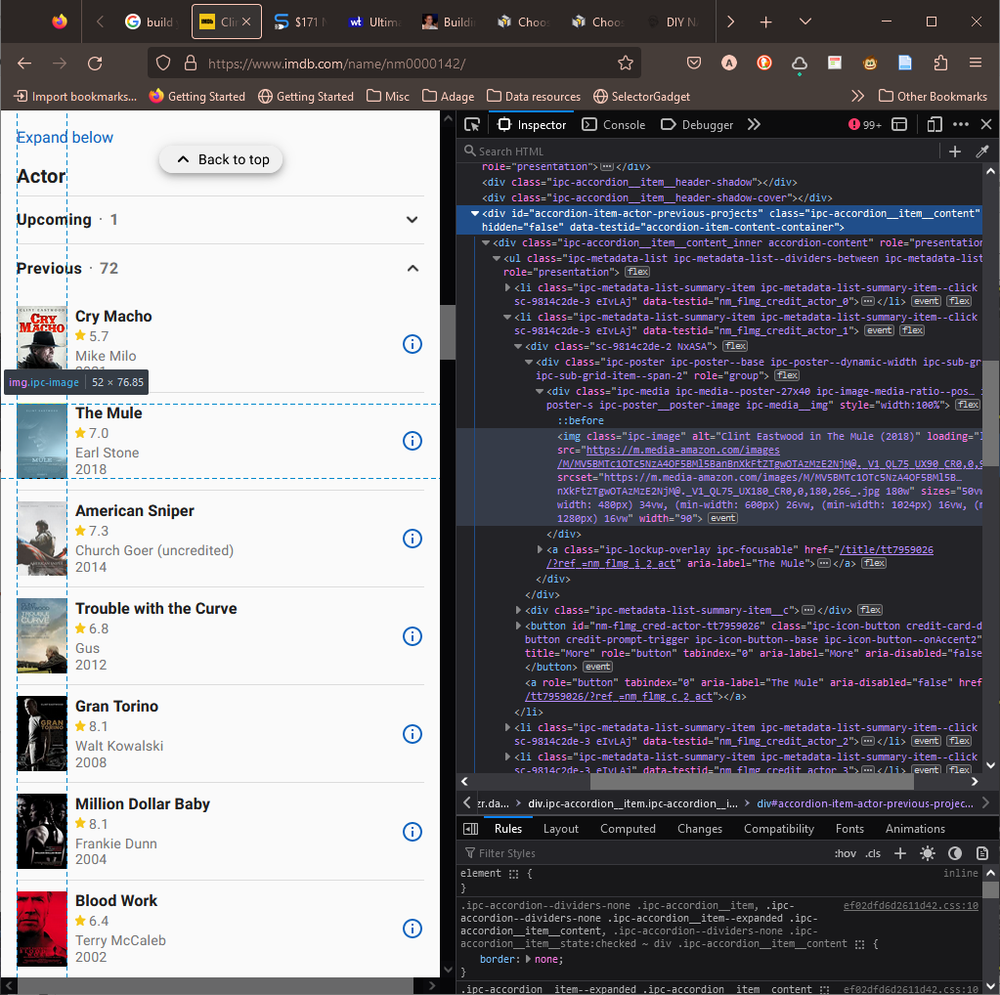 build
Cli
$171
Ultima
Buildi
Choos
Choos
DIY N
https://www.imdb.com/name/nm0000142/
Import bookmarks...
Getting Started
Getting Started
Misc
Adage
Data resources
SelectorGadget
Other Bookmarks
Expand below
Back to top
Actor
Upcoming · 1
Previous · 72
Cry Macho
5.7
Mike Milo
img.ipc-image | 52 × 76.85
The Mule
7.0
Earl Stone
2018
American Sniper
7.3
Church Goer (uncredited)
2014
Trouble with the Curve
6.8
Gus
2012
Gran Torino
8.1
Walt Kowalski
2008
Million Dollar Baby
8.1
Frankie Dunn
2004
Blood Work
6.4
Terry McCaleb
2002
CRY MACHO
Inspector
Console
Debugger
99+
Search HTML
role="presentation">···</div>
<div class="ipc-accordion__item__header-shadow"></div>
<div class="ipc-accordion__item__header-shadow-cover"></div>
<div id="accordion-item-actor-previous-projects" class="ipc-accordion__item__content"
hidden="false" data-testid="accordion-item-content-container">
<div class="ipc-accordion__item__content_inner accordion-content" role="presentation
<ul class="ipc-metadata-list ipc-metadata-list--dividers-between ipc-metadata-list
role="presentation"> flex
<li class="ipc-metadata-list-summary-item ipc-metadata-list-summary-item--click
sc-9814c2de-3 eIvLAj" data-testid="nm_flmg_credit_actor_0">···</li> event flex
<li class="ipc-metadata-list-summary-item ipc-metadata-list-summary-item--click
sc-9814c2de-3 eIvLAj" data-testid="nm_flmg_credit_actor_1"> event flex
<div class="sc-9814c2de-2 NxASA"> flex
<div class="ipc-poster ipc-poster--base ipc-poster--dynamic-width ipc-sub-gr
ipc-sub-grid-item--span-2" role="group"> flex
<div class="ipc-media ipc-media--poster-27x40 ipc-image-media-ratio--pos…
poster-s ipc-poster__poster-image ipc-media__img" style="width:100%"> flex
::before
<img class="ipc-image" alt="Clint Eastwood in The Mule (2018)" loading="l
src="https://m.media-amazon.com/images
/M/MV5BMTc1OTc5NzA4OF5BMl5BanBnXkFtZTgwOTAzMzE2NjM@._V1_QL75_UX90_CR0,0,9
srcset="https://m.media-amazon.com/images/M/MV5BMTc1OTc5NzA4OF5BMl5B…
nXkFtZTgwOTAzMzE2NjM@._V1_QL75_UX180_CR0,0,180,266_.jpg 180w" sizes="50vw
width: 480px) 34vw, (min-width: 600px) 26vw, (min-width: 1024px) 16vw, (m
1280px) 16vw" width="90"> event
</div>
<a class="ipc-lockup-overlay ipc-focusable" href="/title/tt7959026
/?ref_=nm_flmg_i_2_act" aria-label="The Mule">···</a> flex
</div>
</div>
<div class="ipc-metadata-list-summary-item__c">···</div> flex
<button id="nm-flmg_cred-actor-tt7959026" class="ipc-icon-button credit-card-d
button credit-prompt-trigger ipc-icon-button--base ipc-icon-button--onAccent2"
title="More" role="button" tabindex="0" aria-label="More" aria-disabled="false
</button> event
<a role="button" tabindex="0" aria-label="The Mule" aria-disabled="false" href
/tt7959026/?ref_=nm_flmg_c_2_act"></a>
</li>
<li class="ipc-metadata-list-summary-item ipc-metadata-list-summary-item--click
sc-9814c2de-3 eIvLAj" data-testid="nm_flmg_credit_actor_2">···</li> event flex
<li class="ipc-metadata-list-summary-item ipc-metadata-list-summary-item--click
sc-9814c2de-3 eIvLAj" data-testid="nm_flmg_credit_actor_3">···</li> event flex
zr.da…
div.ipc-accordion__item.ipc-accordion__i…
div#accordion-item-actor-previous-projec…
Rules
Layout
Computed
Changes
Compatibility
Fonts
Animations
Filter Styles
:hov
.cls
element {
inline
}
.ipc-accordion--dividers-none .ipc-accordion__item, .ipc-
ef02dfd6d2611d42.css:10
accordion--dividers-none .ipc-accordion__item--expanded .ipc-
accordion__item__content, .ipc-accordion--dividers-none .ipc-
accordion__item__state:checked ~ div .ipc-accordion__item__content {
border: none;
}
.ipc-accordion__item--expanded .ipc-accordion__item__content
ef02dfd6d2611d42.css:10